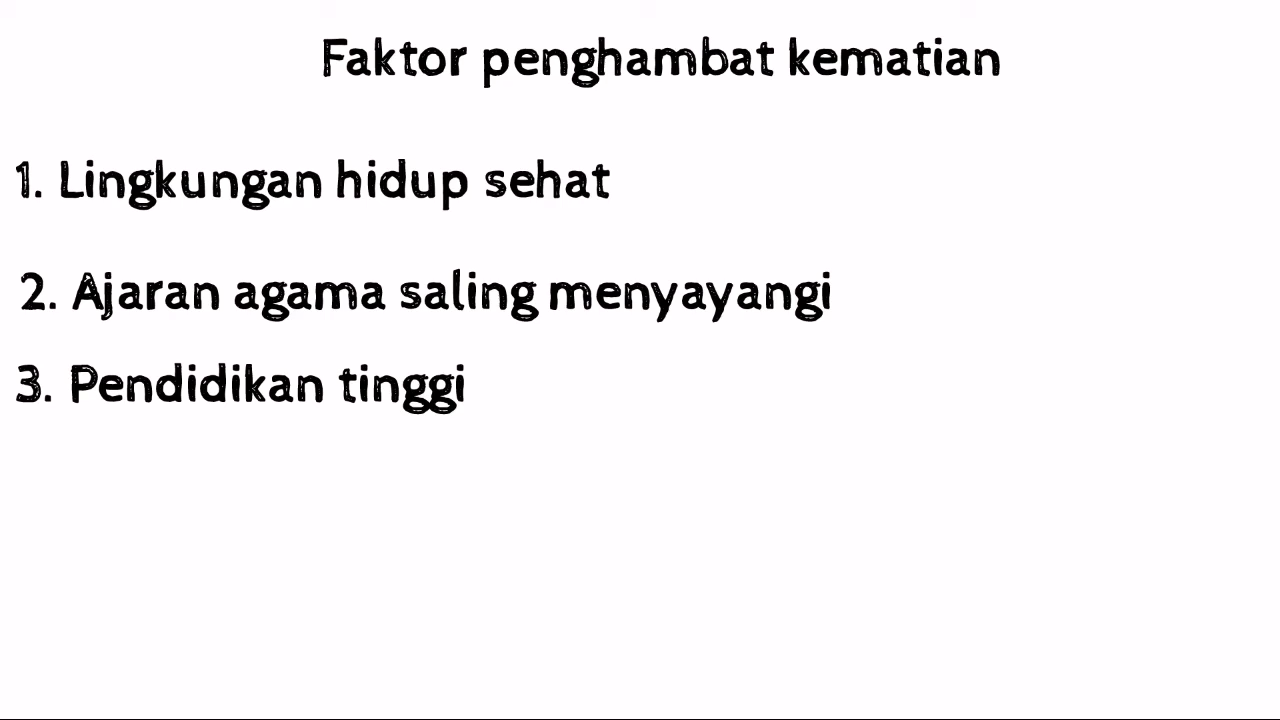 Faktor penghambat kematian
1. Lingkungan hidup sehat
2. Ajaran agama saling menyayangi
3. Pendidikan tinggi